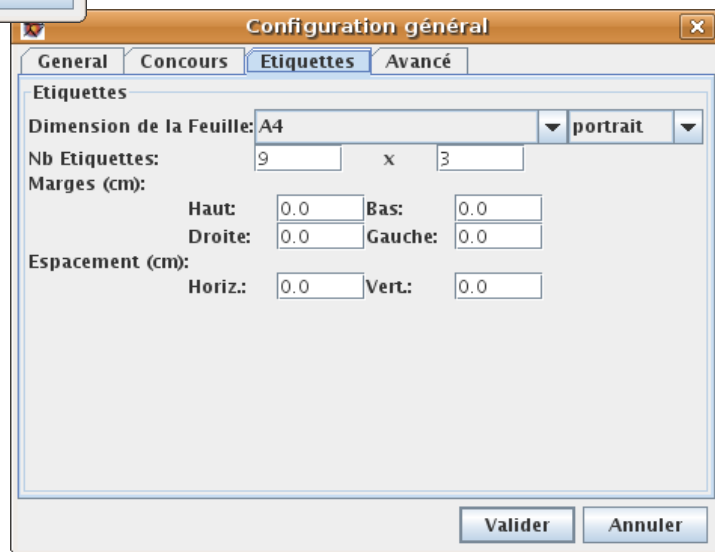 Configuration général
General Concours Etiquettes Avancé
Etiquettes
Dimension de la Feuille: A4 portrait
Nb Etiquettes: 9 x 3
Marges (cm):
Haut: 0.0 Bas: 0.0
Droite: 0.0 Gauche: 0.0
Espacement (cm):
Horiz.: 0.0 Vert.: 0.0
Valider Annuler